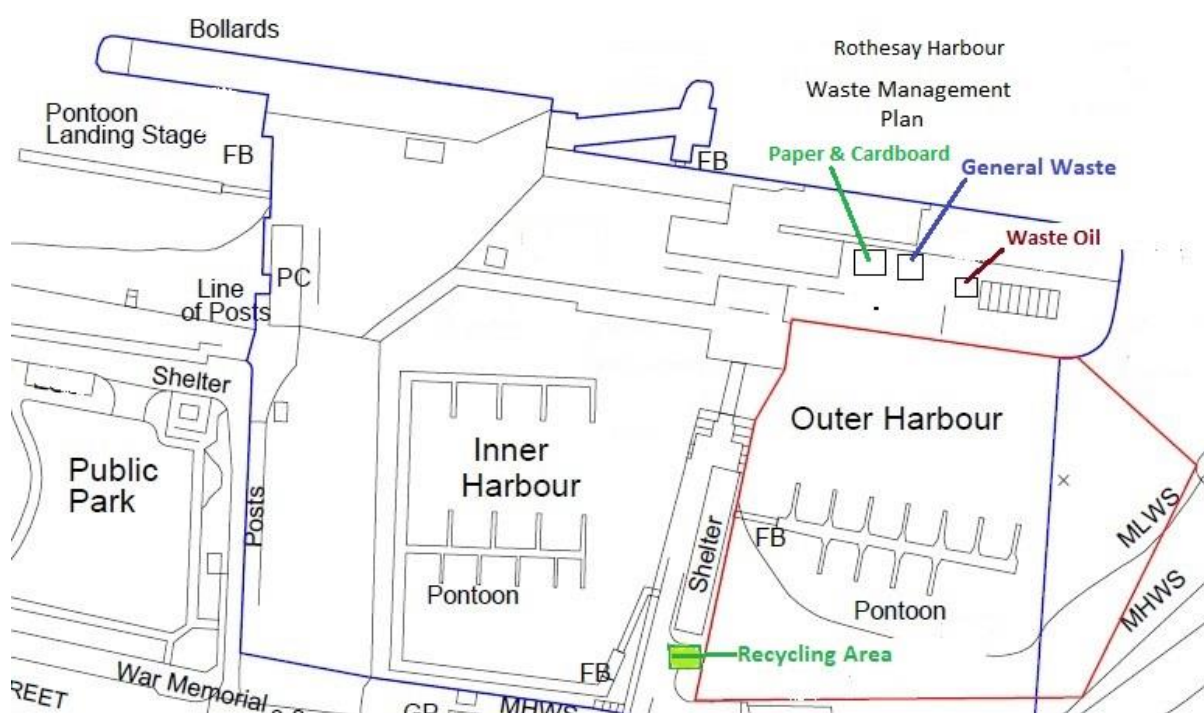 Bollards
Rothesay Harbour
Waste Management
Plan
Pontoon
Landing Stage
FB
FB
Paper & Cardboard
General Waste
Waste Oil
PC
Line
of Posts
Shelter
Public
Park
Posts
Inner
Harbour
Outer Harbour
Shelter
FB
MLWS
MHWS
Pontoon
Pontoon
Recycling Area
FB
War Memorial
REET
MHWS